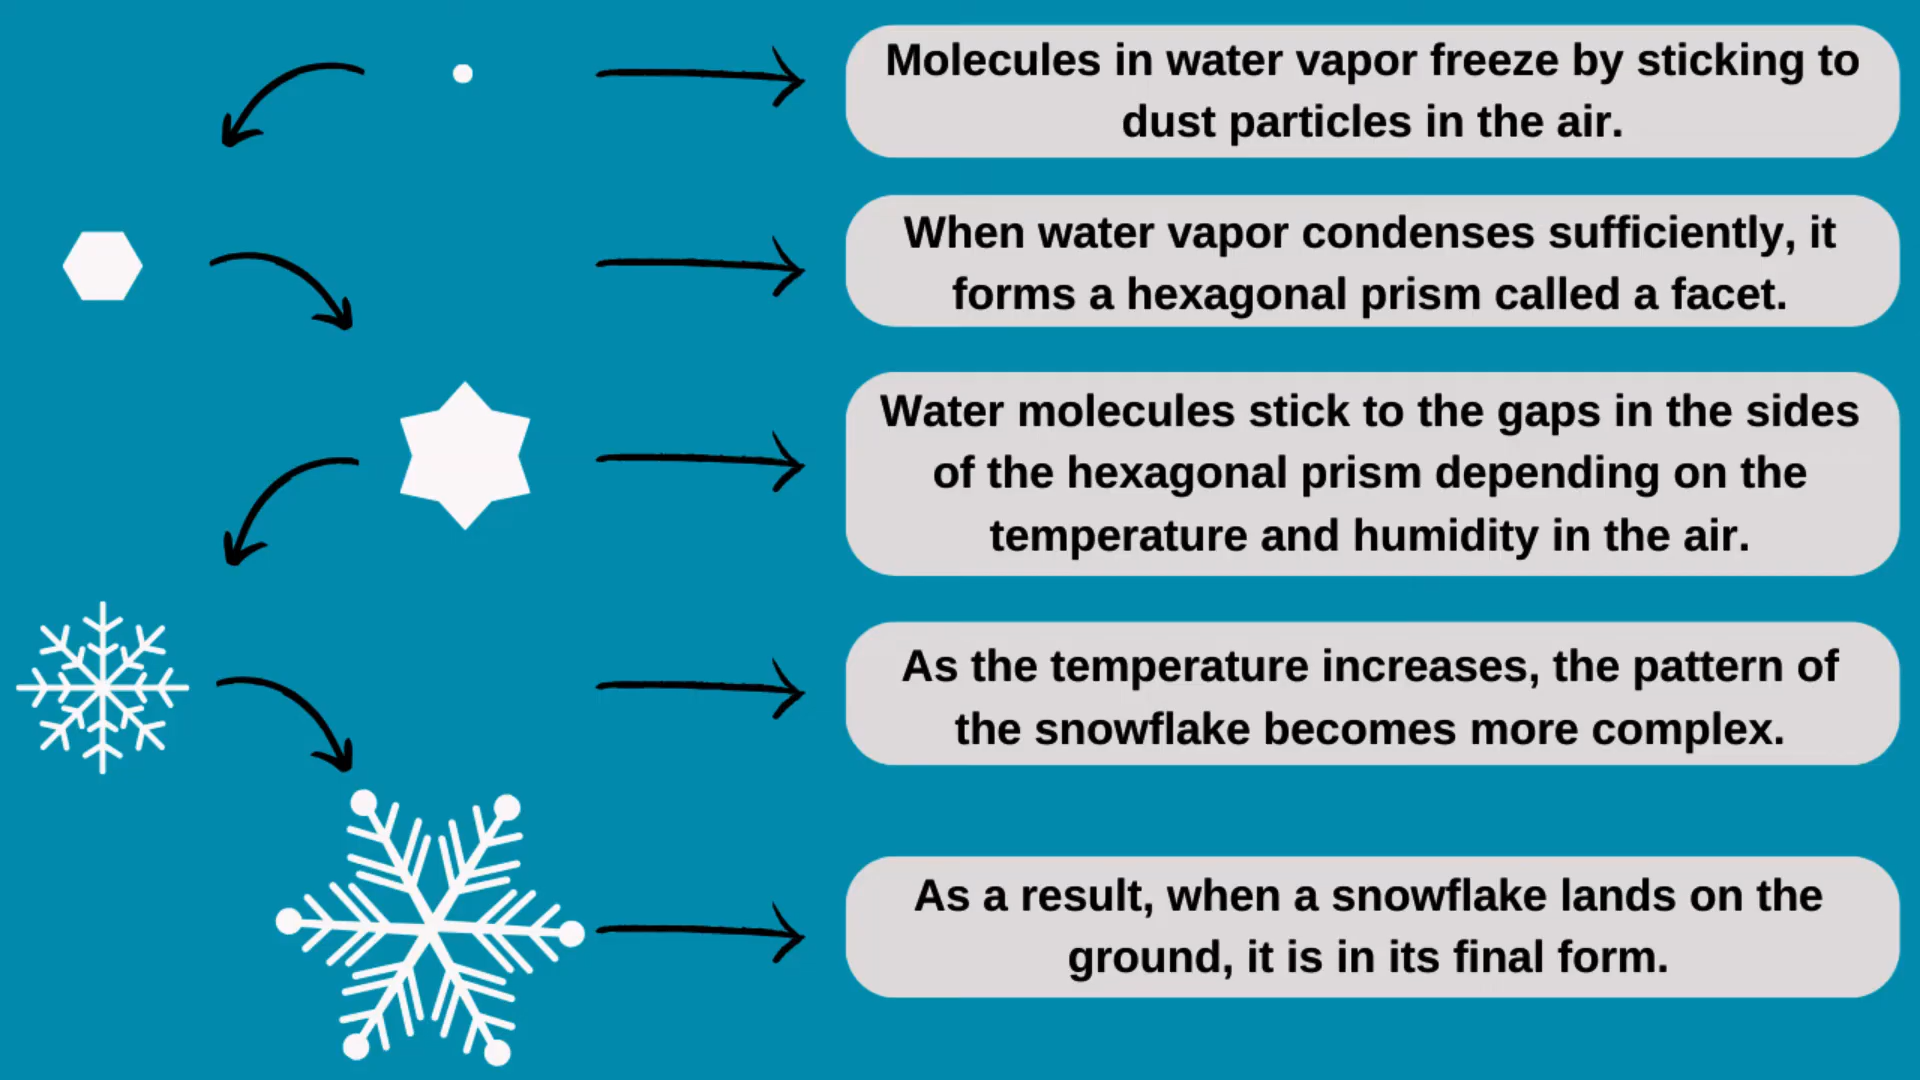 Molecules in water vapor freeze by sticking to
dust particles in the air.
When water vapor condenses sufficiently, it
forms a hexagonal prism called a facet.
Water molecules stick to the gaps in the sides
of the hexagonal prism depending on the
temperature and humidity in the air.
As the temperature increases, the pattern of
the snowflake becomes more complex.
As a result, when a snowflake lands on the
ground, it is in its final form.